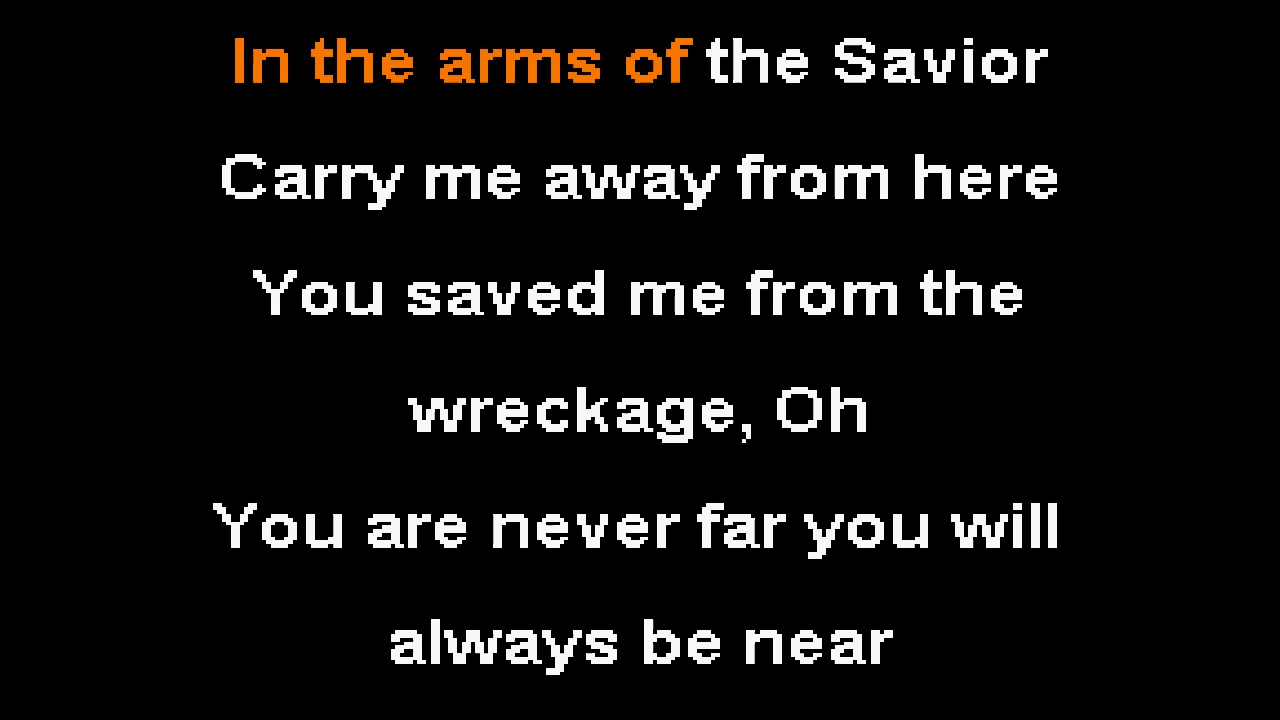 In the arms of the Savior
Carry me away from here
You saved me from the
wreckage, Oh
You are never far you will
always be near